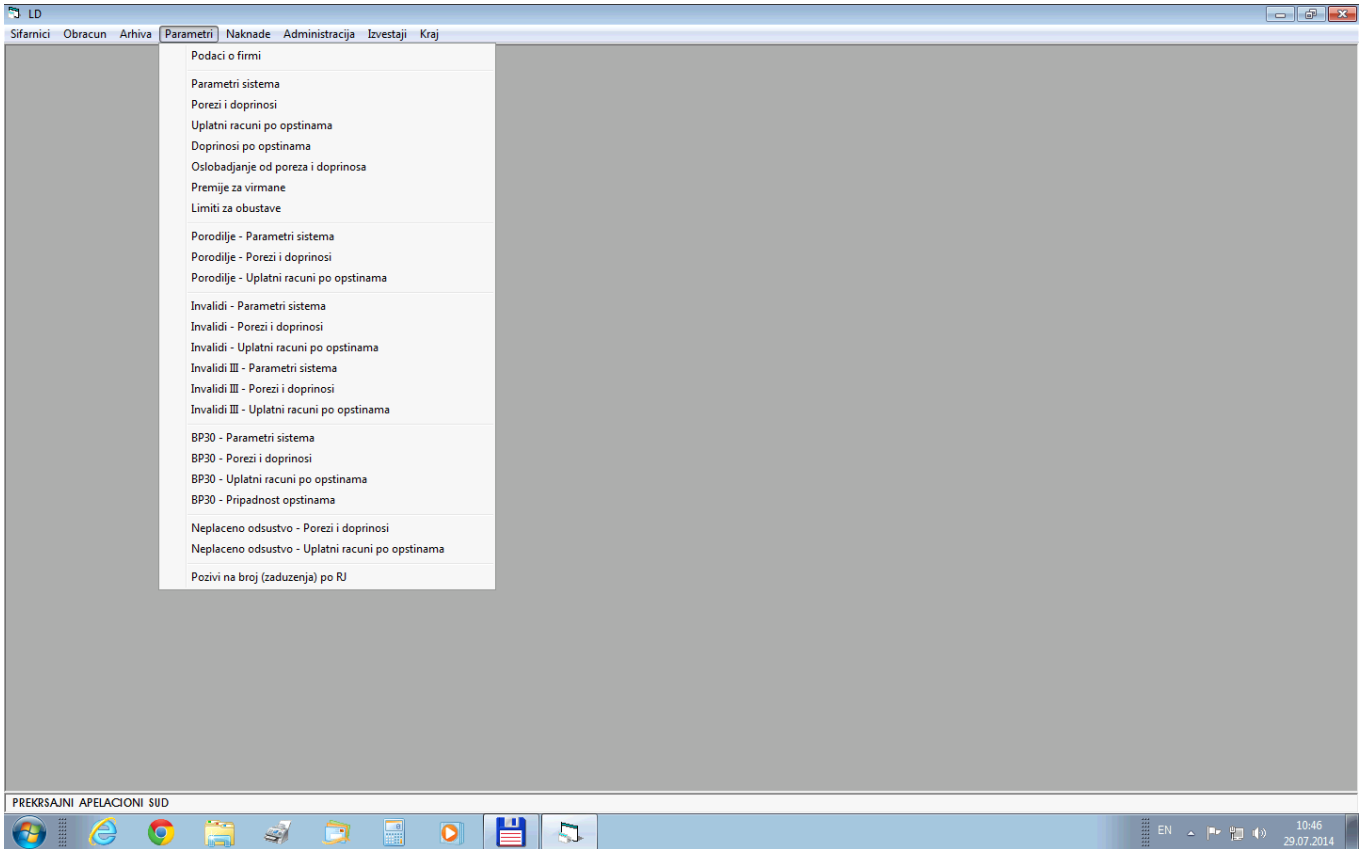 LD
Sifarnici Obracun Arhiva Parametri Naknade Administracija Izvestaji Kraj
Podaci o firmi
Parametri sistema
Porezi i doprinosi
Uplatni racuni po opstinama
Doprinosi po opstinama
Oslobadjanje od poreza i doprinosa
Premije za virmane
Limiti za obustave
Porodilje - Parametri sistema
Porodilje - Porezi i doprinosi
Porodilje - Uplatni racuni po opstinama
Invalidi - Parametri sistema
Invalidi - Porezi i doprinosi
Invalidi - Uplatni racuni po opstinama
Invalidi III - Parametri sistema
Invalidi III - Porezi i doprinosi
Invalidi III - Uplatni racuni po opstinama
BP30 - Parametri sistema
BP30 - Porezi i doprinosi
BP30 - Uplatni racuni po opstinama
BP30 - Pripadnost opstinama
Neplaceno odsustvo - Porezi i doprinosi
Neplaceno odsustvo - Uplatni racuni po opstinama
Pozivi na broj (zaduzenja) po RJ
PREKRSAJNI APELACIONI SUD
EN
10:46
29.07.2014